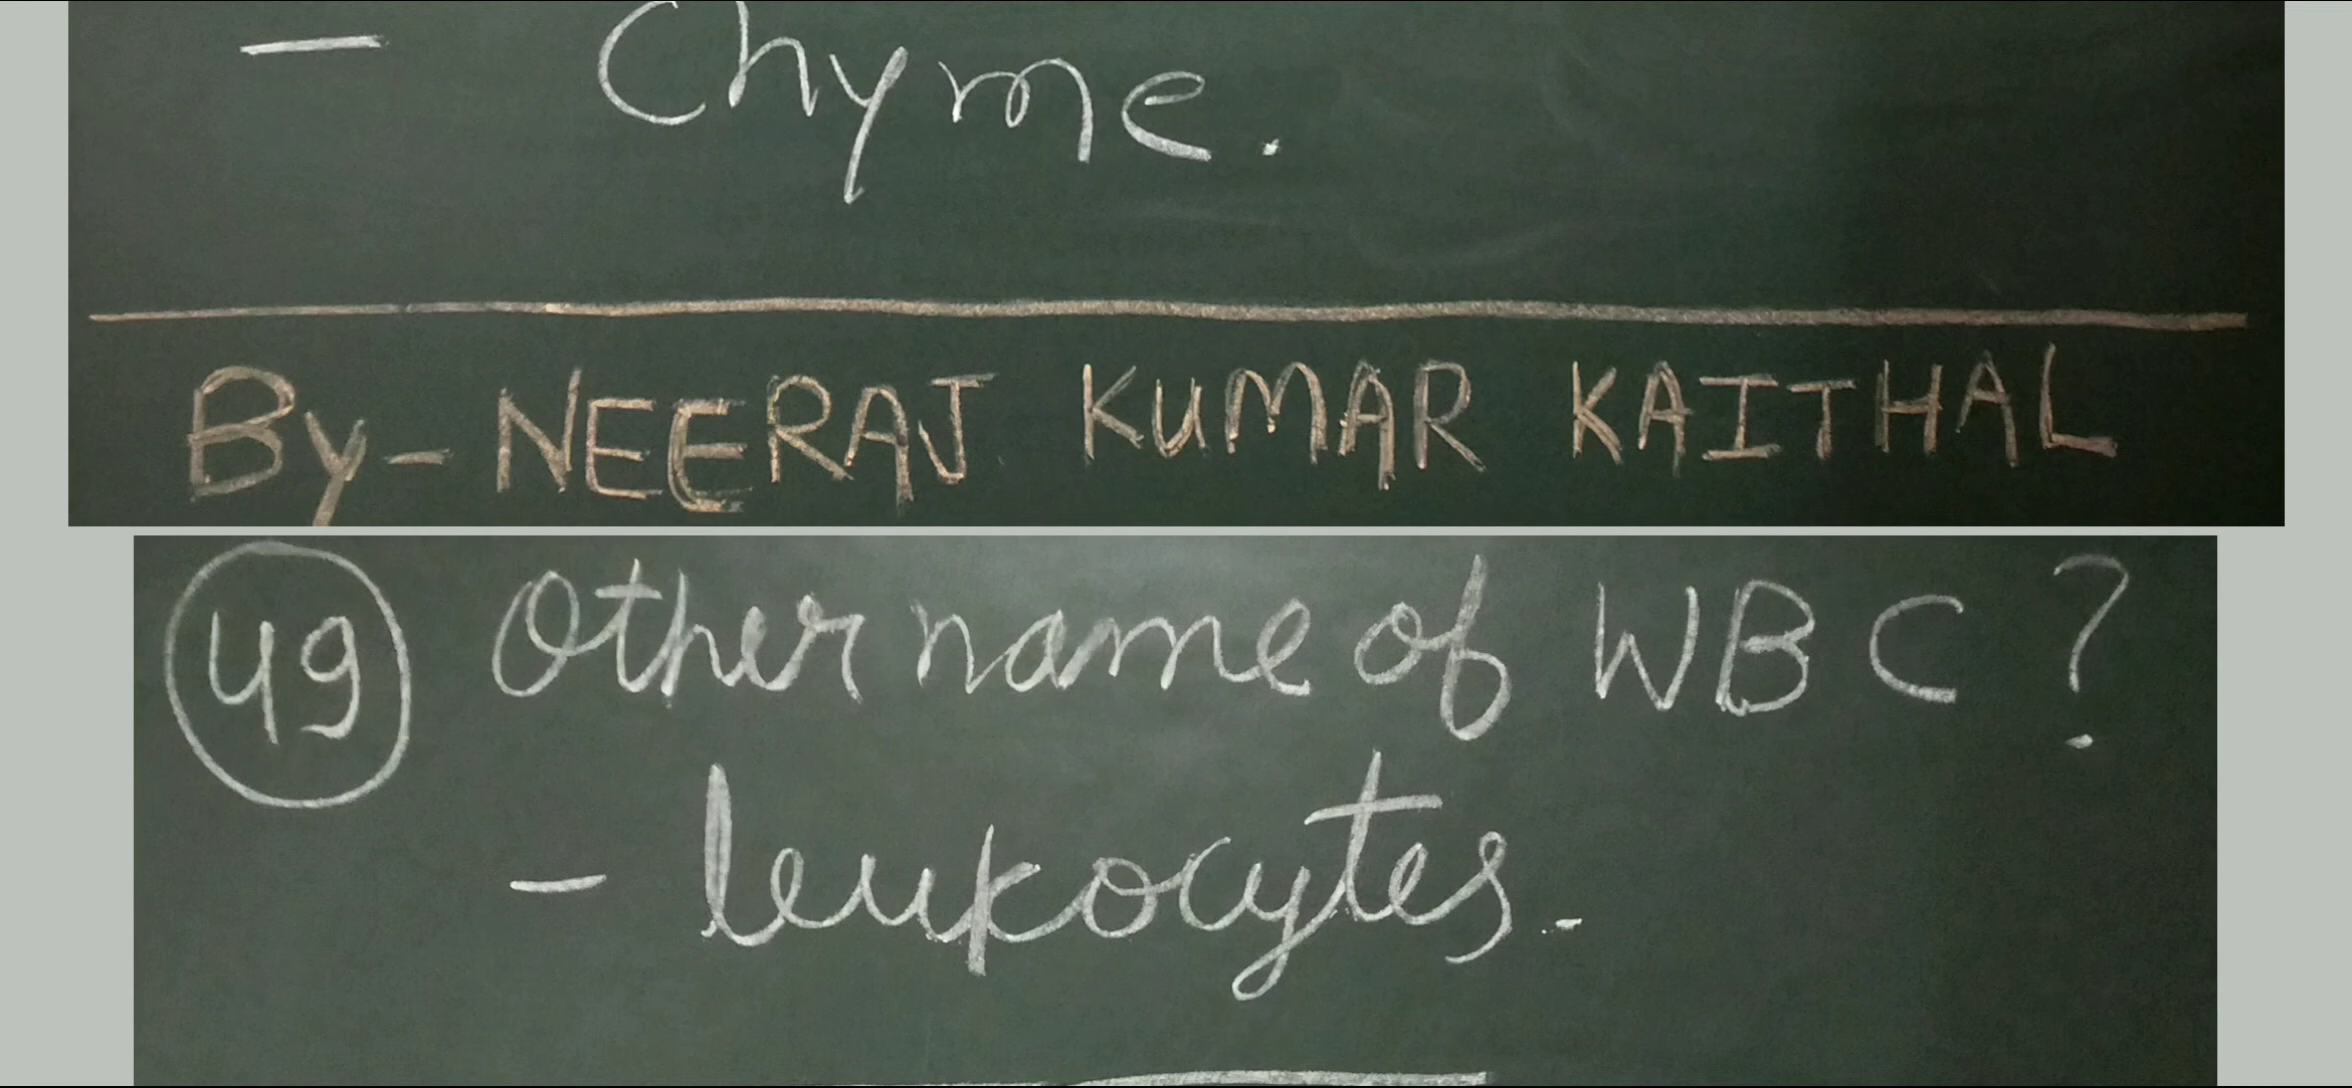 - Chyme.
By- NEERAJ KUMAR KAITHAL
49 Other name of WBC ?
- leukocytes.